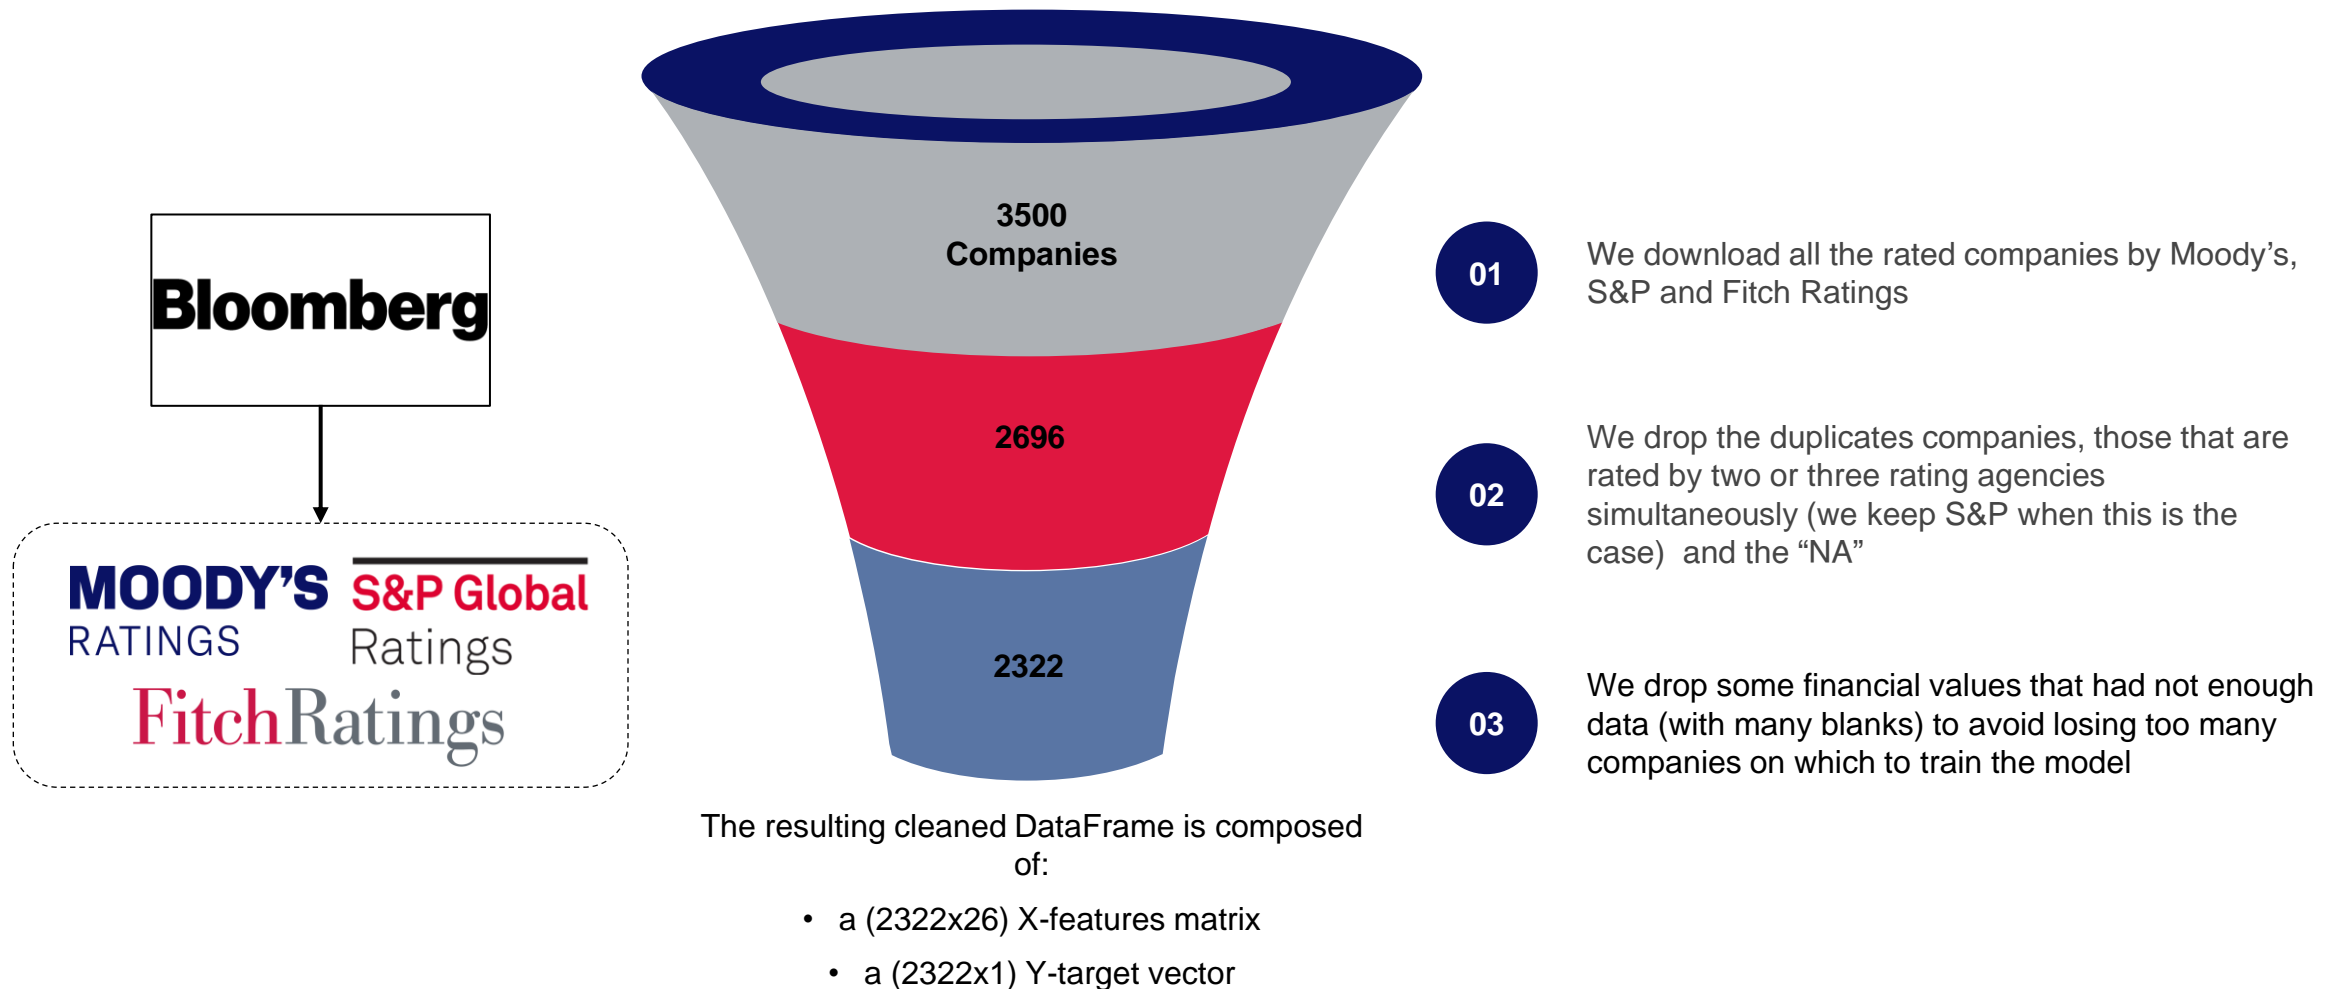 Bloomberg
MOODY'S
RATINGS
S&P Global
Ratings
FitchRatings
3500
Companies
2696
2322
The resulting cleaned DataFrame is composed
of:
• a (2322x26) X-features matrix
• a (2322x1) Y-target vector
01
We download all the rated companies by Moody’s,
S&P and Fitch Ratings
02
We drop the duplicates companies, those that are
rated by two or three rating agencies
simultaneously (we keep S&P when this is the
case)  and the “NA”
03
We drop some financial values that had not enough
data (with many blanks) to avoid losing too many
companies on which to train the model